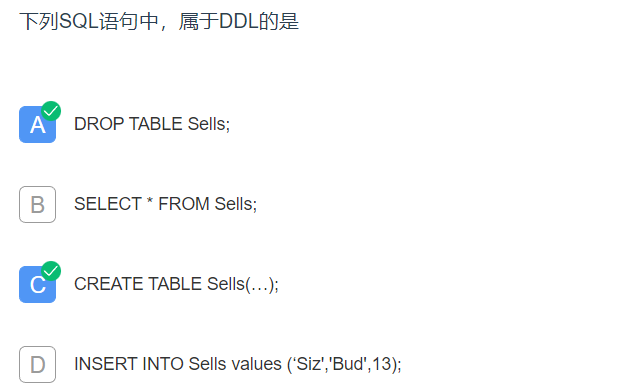 下列SQL语句中，属于DDL的是
A DROP TABLE Sells;
B SELECT * FROM Sells;
C CREATE TABLE Sells(…);
D INSERT INTO Sells values (‘Siz','Bud',13);